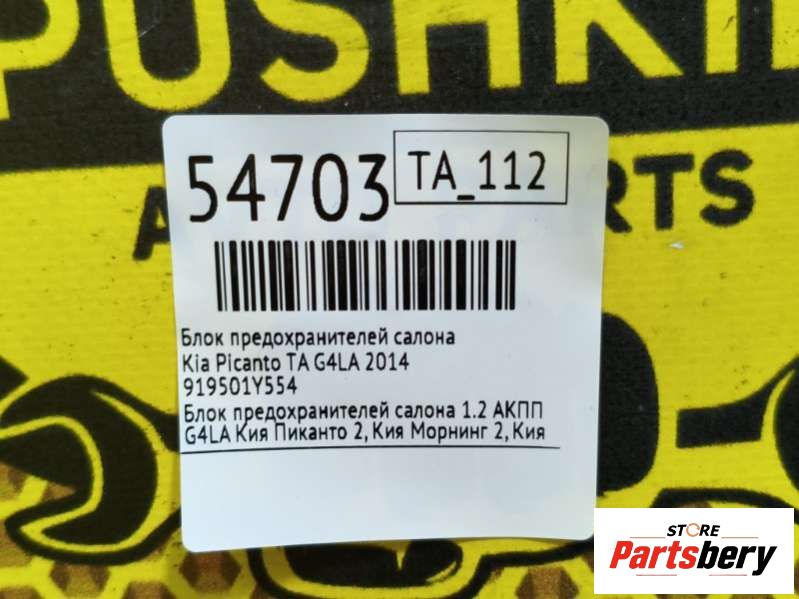 PUSHKI
54703
TA_112
A
RTS
Блок предохранителей салона
Kia Picanto TA G4LA 2014
919501Y554
Блок предохранителей салона 1.2 АКПП
G4LA Кия Пиканто 2, Кия Морнинг 2, Кия
STORE
Partsbery